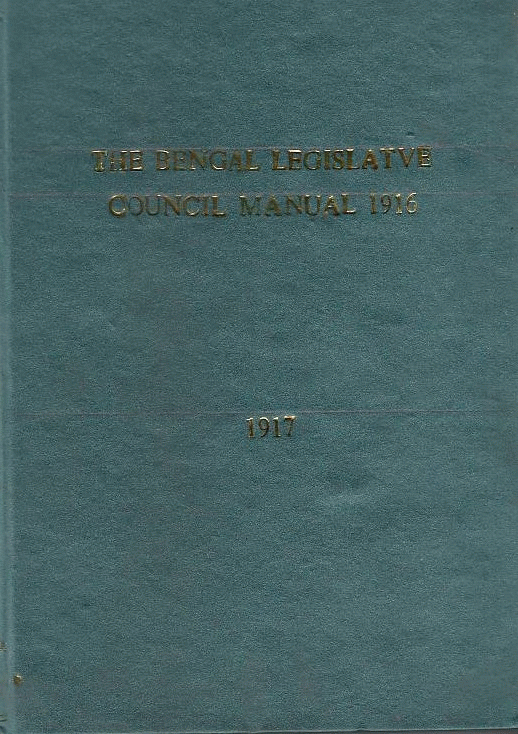 THE BENGAL LEGISLATVE
COUNCIL MANUAL 1916
1917